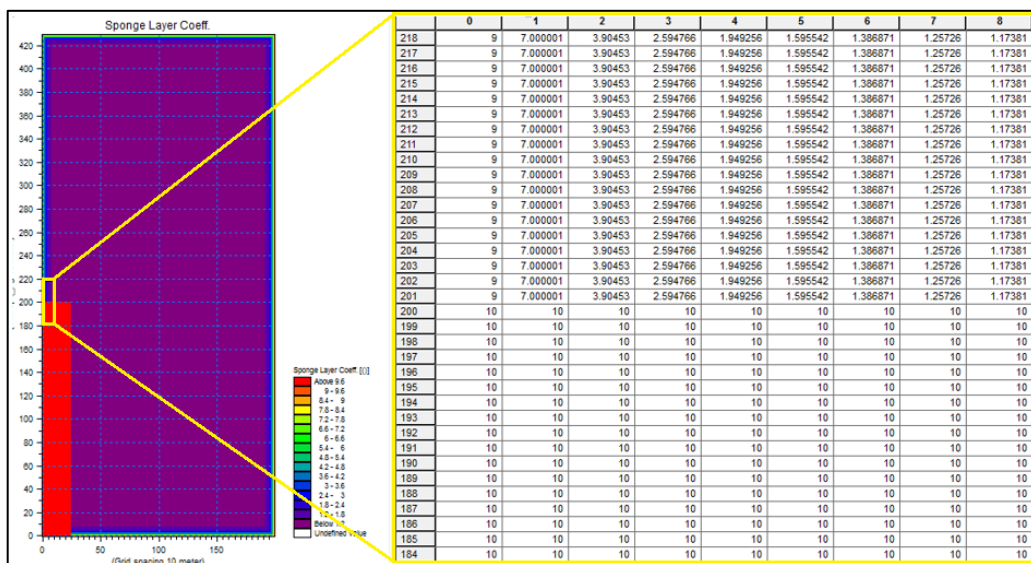 Sponge Layer Coeff.
420
400
380
360
340
320
300
280
260
240
220
200
180
160
140
120
100
80
60
40
20
0
0 50 100 150
(Grid spacing 10 meter)
Sponge Layer Coeff. [()]
Above 9.6
9 - 9.6
8.4 - 9
7.8 - 8.4
7.2 - 7.8
6.6 - 7.2
6 - 6.6
5.4 - 6
4.8 - 5.4
4.2 - 4.8
3.6 - 4.2
3 - 3.6
2.4 - 3
1.8 - 2.4
1.2 - 1.8
Below 1.2
Undefined Value
0 1 2 3 4 5 6 7 8
218 9 7.000001 3.90453 2.594766 1.949256 1.595542 1.386871 1.25726 1.17381
217 9 7.000001 3.90453 2.594766 1.949256 1.595542 1.386871 1.25726 1.17381
216 9 7.000001 3.90453 2.594766 1.949256 1.595542 1.386871 1.25726 1.17381
215 9 7.000001 3.90453 2.594766 1.949256 1.595542 1.386871 1.25726 1.17381
214 9 7.000001 3.90453 2.594766 1.949256 1.595542 1.386871 1.25726 1.17381
213 9 7.000001 3.90453 2.594766 1.949256 1.595542 1.386871 1.25726 1.17381
212 9 7.000001 3.90453 2.594766 1.949256 1.595542 1.386871 1.25726 1.17381
211 9 7.000001 3.90453 2.594766 1.949256 1.595542 1.386871 1.25726 1.17381
210 9 7.000001 3.90453 2.594766 1.949256 1.595542 1.386871 1.25726 1.17381
209 9 7.000001 3.90453 2.594766 1.949256 1.595542 1.386871 1.25726 1.17381
208 9 7.000001 3.90453 2.594766 1.949256 1.595542 1.386871 1.25726 1.17381
207 9 7.000001 3.90453 2.594766 1.949256 1.595542 1.386871 1.25726 1.17381
206 9 7.000001 3.90453 2.594766 1.949256 1.595542 1.386871 1.25726 1.17381
205 9 7.000001 3.90453 2.594766 1.949256 1.595542 1.386871 1.25726 1.17381
204 9 7.000001 3.90453 2.594766 1.949256 1.595542 1.386871 1.25726 1.17381
203 9 7.000001 3.90453 2.594766 1.949256 1.595542 1.386871 1.25726 1.17381
202 9 7.000001 3.90453 2.594766 1.949256 1.595542 1.386871 1.25726 1.17381
201 9 7.000001 3.90453 2.594766 1.949256 1.595542 1.386871 1.25726 1.17381
200 10 10 10 10 10 10 10 10 10
199 10 10 10 10 10 10 10 10 10
198 10 10 10 10 10 10 10 10 10
197 10 10 10 10 10 10 10 10 10
196 10 10 10 10 10 10 10 10 10
195 10 10 10 10 10 10 10 10 10
194 10 10 10 10 10 10 10 10 10
193 10 10 10 10 10 10 10 10 10
192 10 10 10 10 10 10 10 10 10
191 10 10 10 10 10 10 10 10 10
190 10 10 10 10 10 10 10 10 10
189 10 10 10 10 10 10 10 10 10
188 10 10 10 10 10 10 10 10 10
187 10 10 10 10 10 10 10 10 10
186 10 10 10 10 10 10 10 10 10
185 10 10 10 10 10 10 10 10 10
184 10 10 10 10 10 10 10 10 10